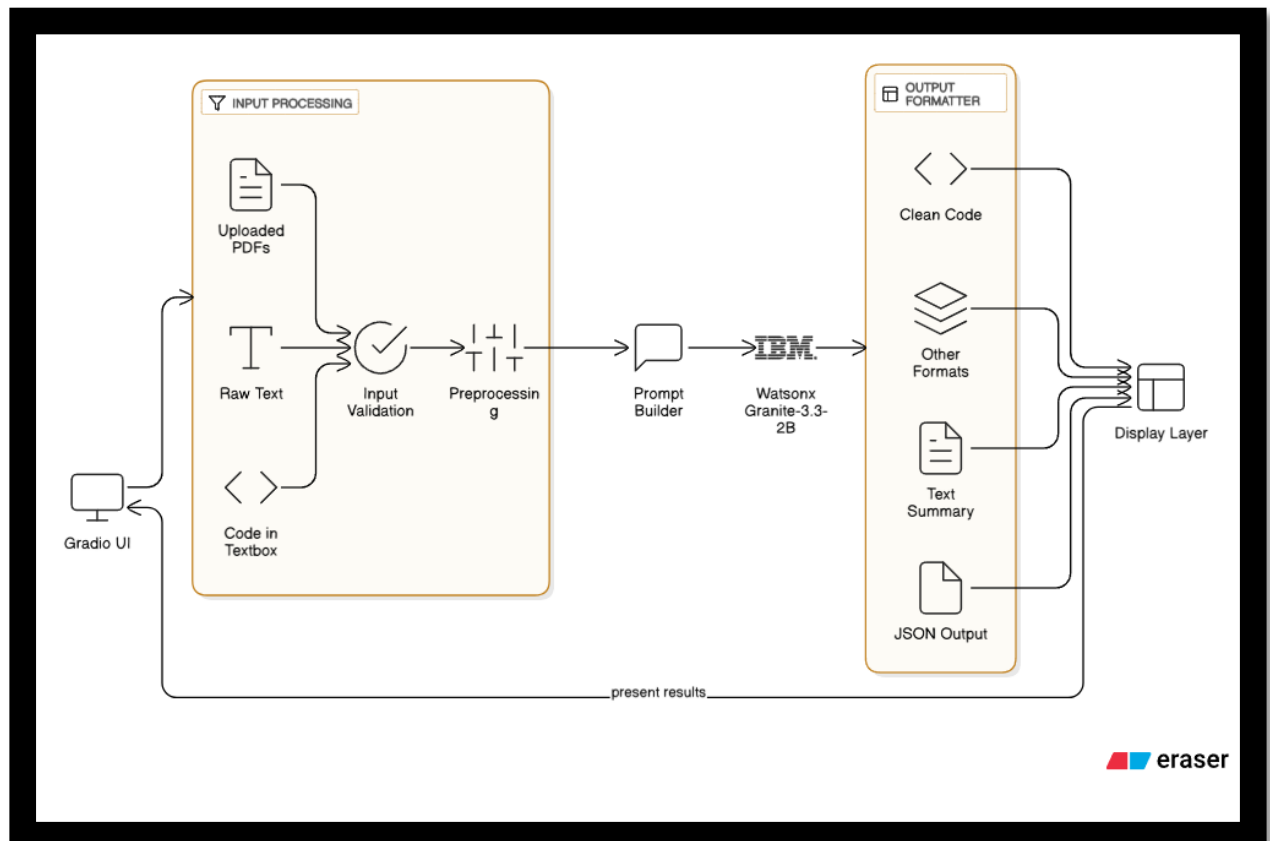 INPUT PROCESSING
Uploaded
PDFs
Raw Text
Code in
Textbox
Input
Validation
Preprocessin
g
Gradio UI
Prompt
Builder
IBM.
Watsonx
Granite-3.3-
2B
OUTPUT
FORMATTER
Clean Code
Other
Formats
Text
Summary
JSON Output
Display Layer
present results
eraser